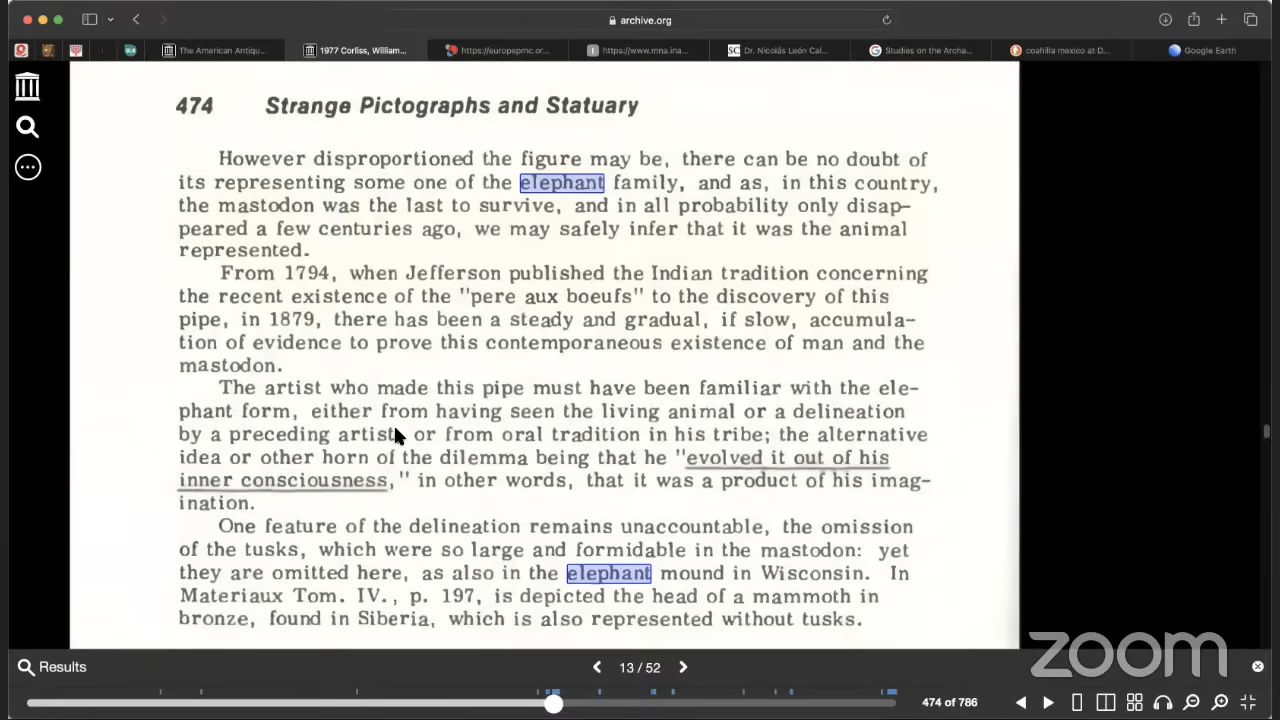 archive.org
The American Antiqu...
1977 Corliss, William...
https://europepmc.or...
https://www.mna.ina...
Dr. Nicolás León Cal...
Studies on the Archa...
coahilla mexico at D...
Google Earth
474 Strange Pictographs and Statuary
However disproportioned the figure may be, there can be no doubt of
its representing some one of the elephant family, and as, in this country,
the mastodon was the last to survive, and in all probability only disap-
peared a few centuries ago, we may safely infer that it was the animal
represented.
From 1794, when Jefferson published the Indian tradition concerning
the recent existence of the "pere aux boeufs" to the discovery of this
pipe, in 1879, there has been a steady and gradual, if slow, accumula-
tion of evidence to prove this contemporaneous existence of man and the
mastodon.
The artist who made this pipe must have been familiar with the ele-
phant form, either from having seen the living animal or a delineation
by a preceding artist, or from oral tradition in his tribe; the alternative
idea or other horn of the dilemma being that he "evolved it out of his
inner consciousness," in other words, that it was a product of his imag-
ination.
One feature of the delineation remains unaccountable, the omission
of the tusks, which were so large and formidable in the mastodon: yet
they are omitted here, as also in the elephant mound in Wisconsin. In
Materiaux Tom. IV., p. 197, is depicted the head of a mammoth in
bronze, found in Siberia, which is also represented without tusks.
zoom
Results
13 / 52
474 of 786